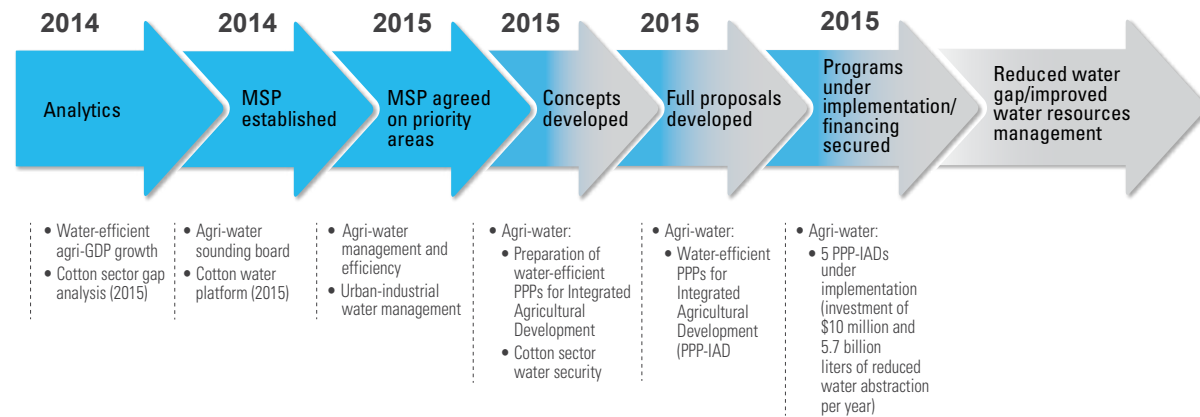 2014
2014
2015
2015
2015
2015
Analytics
MSP
established
MSP agreed
on priority
areas
Concepts
developed
Full proposals
developed
Programs
under
implementation/
financing
secured
Reduced water
gap/improved
water resources
management
• Water-efficient
agri-GDP growth
• Cotton sector gap
analysis (2015)
• Agri-water
sounding board
• Cotton water
platform (2015)
• Agri-water
management and
efficiency
• Urban-industrial
water management
• Agri-water:
• Preparation of
water-efficient
PPPs for Integrated
Agricultural
Development
• Cotton sector
water security
• Agri-water:
• Water-efficient
PPPs for
Integrated
Agricultural
Development
(PPP-IAD
• Agri-water:
• 5 PPP-IADs
under
implementation
(investment of
$10 million and
5.7 billion
liters of reduced
water abstraction
per year)